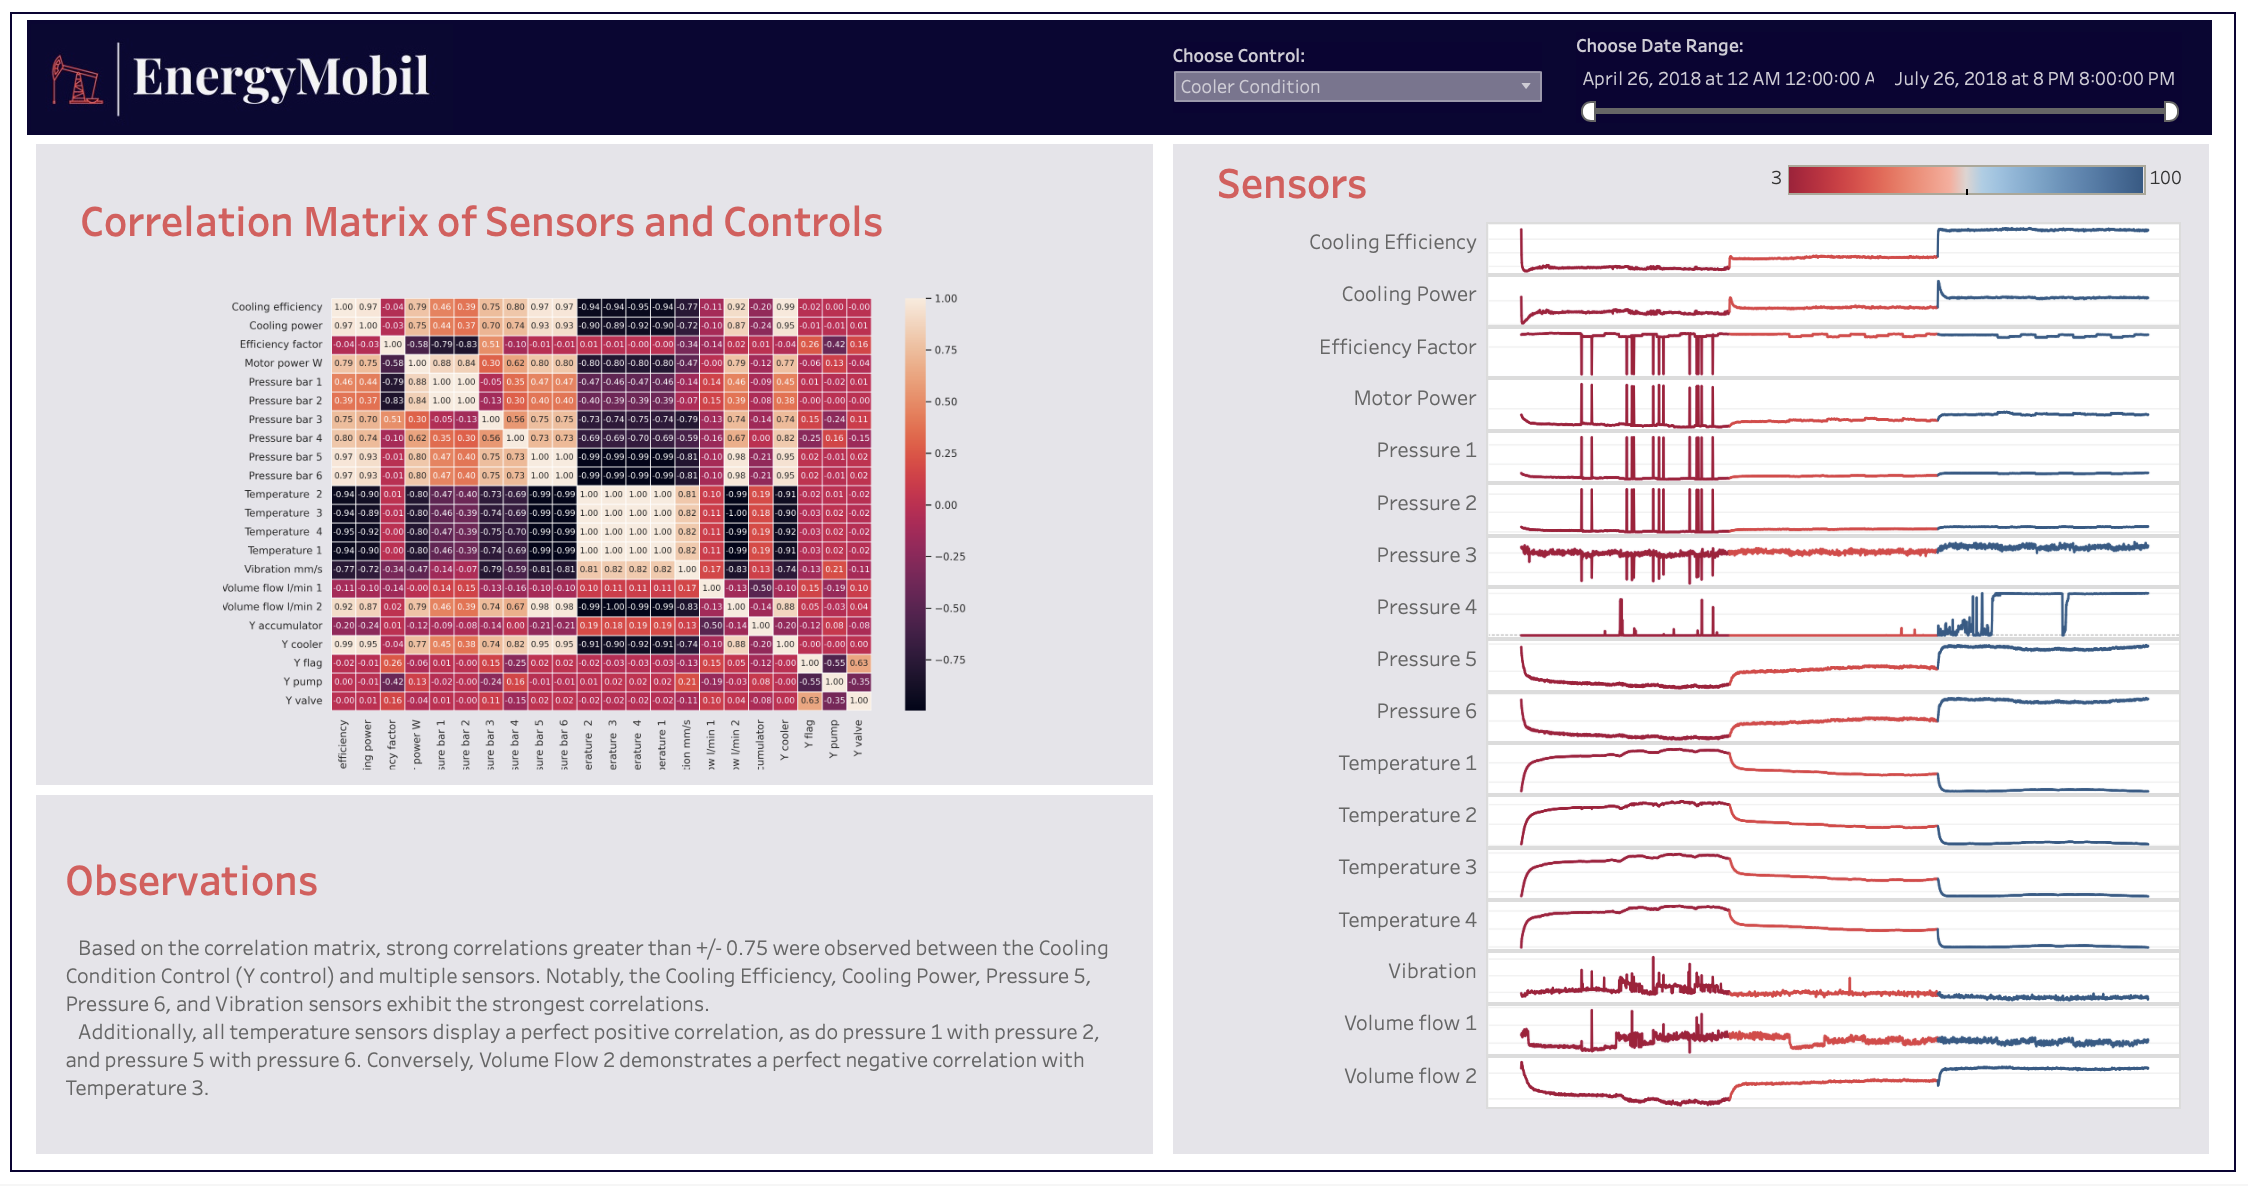 EnergyMobil
Choose Control:
Cooler Condition
Choose Date Range:
April 26, 2018 at 12 AM 12:00:00 A
July 26, 2018 at 8 PM 8:00:00 PM
Correlation Matrix of Sensors and Controls
Cooling efficiency 1.00 0.97 -0.04 0.79 0.46 0.39 0.75 0.80 0.97 0.97 -0.94 -0.94 -0.95 -0.94 -0.77 -0.11 0.92 -0.20 0.99 -0.02 0.00 -0.00
Cooling power 0.97 1.00 -0.03 0.75 0.44 0.37 0.70 0.74 0.93 0.93 -0.90 -0.89 -0.92 -0.90 -0.72 -0.10 0.87 -0.24 0.95 -0.01 -0.01 0.01
Efficiency factor -0.04 -0.03 1.00 -0.58 -0.79 -0.83 0.51 -0.10 -0.01 -0.01 0.01 -0.01 -0.00 -0.00 -0.34 -0.14 0.02 0.01 -0.04 0.26 -0.42 0.16
Motor power W 0.79 0.75 -0.58 1.00 0.88 0.84 0.30 0.62 0.80 0.80 -0.80 -0.80 -0.80 -0.80 -0.47 -0.00 0.79 -0.12 0.77 -0.06 0.13 -0.04
Pressure bar 1 0.46 0.44 -0.79 0.88 1.00 1.00 -0.05 0.35 0.47 0.47 -0.47 -0.46 -0.47 -0.46 -0.14 0.14 0.46 -0.09 0.45 0.01 -0.02 0.01
Pressure bar 2 0.39 0.37 -0.83 0.84 1.00 1.00 -0.13 0.30 0.40 0.40 -0.40 -0.39 -0.39 -0.39 -0.07 0.15 0.39 -0.08 0.38 -0.00 -0.00 -0.00
Pressure bar 3 0.75 0.70 0.51 0.30 -0.05 -0.13 1.00 0.56 0.75 0.75 -0.73 -0.74 -0.75 -0.74 -0.79 -0.13 0.74 -0.14 0.74 0.15 -0.24 0.11
Pressure bar 4 0.80 0.74 -0.10 0.62 0.35 0.30 0.56 1.00 0.73 0.73 -0.69 -0.69 -0.70 -0.69 -0.59 -0.16 0.67 0.00 0.82 -0.25 0.16 -0.15
Pressure bar 5 0.97 0.93 -0.01 0.80 0.47 0.40 0.75 0.73 1.00 1.00 -0.99 -0.99 -0.99 -0.99 -0.81 -0.10 0.98 -0.21 0.95 0.02 -0.01 0.02
Pressure bar 6 0.97 0.93 -0.01 0.80 0.47 0.40 0.75 0.73 1.00 1.00 -0.99 -0.99 -0.99 -0.99 -0.81 -0.10 0.98 -0.21 0.95 0.02 -0.01 0.02
Temperature 2 -0.94 -0.90 0.01 -0.80 -0.47 -0.40 -0.73 -0.69 -0.99 -0.99 1.00 1.00 1.00 1.00 0.81 0.10 -0.99 0.19 -0.91 -0.02 0.01 -0.02
Temperature 3 -0.94 -0.89 -0.01 -0.80 -0.46 -0.39 -0.74 -0.69 -0.99 -0.99 1.00 1.00 1.00 1.00 0.82 0.11 -1.00 0.18 -0.90 -0.03 0.02 -0.02
Temperature 4 -0.95 -0.92 -0.00 -0.80 -0.47 -0.39 -0.75 -0.70 -0.99 -0.99 1.00 1.00 1.00 1.00 0.82 0.11 -0.99 0.19 -0.92 -0.03 0.02 -0.02
Temperature 1 -0.94 -0.90 -0.00 -0.80 -0.46 -0.39 -0.74 -0.69 -0.99 -0.99 1.00 1.00 1.00 1.00 0.82 0.11 -0.99 0.19 -0.91 -0.03 0.02 -0.02
Vibration mm/s -0.77 -0.72 -0.34 -0.47 -0.14 -0.07 -0.79 -0.59 -0.81 -0.81 0.81 0.82 0.82 0.82 1.00 0.17 -0.83 0.13 -0.74 -0.13 0.21 -0.11
Volume flow l/min 1 -0.11 -0.10 -0.14 -0.00 0.14 0.15 -0.13 -0.16 -0.10 -0.10 0.10 0.11 0.11 0.11 0.17 1.00 -0.13 -0.50 -0.10 0.15 -0.19 0.10
Volume flow l/min 2 0.92 0.87 0.02 0.79 0.46 0.39 0.74 0.67 0.98 0.98 -0.99 -1.00 -0.99 -0.99 -0.83 -0.13 1.00 -0.14 0.88 0.05 -0.03 0.04
Y accumulator -0.20 -0.24 0.01 -0.12 -0.09 -0.08 -0.14 0.00 -0.21 -0.21 0.19 0.18 0.19 0.19 0.13 -0.50 -0.14 1.00 -0.20 -0.12 0.08 -0.08
Y cooler 0.99 0.95 -0.04 0.77 0.45 0.38 0.74 0.82 0.95 0.95 -0.91 -0.90 -0.92 -0.91 -0.74 -0.10 0.88 -0.20 1.00 -0.00 -0.00 0.00
Y flag -0.02 -0.01 0.26 -0.06 0.01 -0.00 0.15 -0.25 0.02 0.02 -0.02 -0.03 -0.03 -0.03 -0.13 0.15 0.05 -0.12 -0.00 1.00 -0.55 0.63
Y pump 0.00 -0.01 -0.42 0.13 -0.02 -0.00 -0.24 0.16 -0.01 -0.01 0.01 0.02 0.02 0.02 0.21 -0.19 -0.03 0.08 -0.00 -0.55 1.00 -0.35
Y valve -0.00 0.01 0.16 -0.04 0.01 -0.00 0.11 -0.15 0.02 0.02 -0.02 -0.02 -0.02 -0.02 -0.11 0.10 0.04 -0.08 0.00 0.63 -0.35 1.00
efficiency
ing power
ncy factor
power W
sure bar 1
sure bar 2
sure bar 3
sure bar 4
sure bar 5
sure bar 6
erature 2
erature 3
erature 4
perature 1
tion mm/s
ow l/min 1
ow l/min 2
cumulator
Y cooler
Y flag
Y pump
Y valve
1.00
0.75
0.50
0.25
0.00
−0.25
−0.50
−0.75
Observations
Based on the correlation matrix, strong correlations greater than +/- 0.75 were observed between the Cooling
Condition Control (Y control) and multiple sensors. Notably, the Cooling Efficiency, Cooling Power, Pressure 5,
Pressure 6, and Vibration sensors exhibit the strongest correlations.
Additionally, all temperature sensors display a perfect positive correlation, as do pressure 1 with pressure 2,
and pressure 5 with pressure 6. Conversely, Volume Flow 2 demonstrates a perfect negative correlation with
Temperature 3.
Sensors
3
100
Cooling Efficiency
Cooling Power
Efficiency Factor
Motor Power
Pressure 1
Pressure 2
Pressure 3
Pressure 4
Pressure 5
Pressure 6
Temperature 1
Temperature 2
Temperature 3
Temperature 4
Vibration
Volume flow 1
Volume flow 2